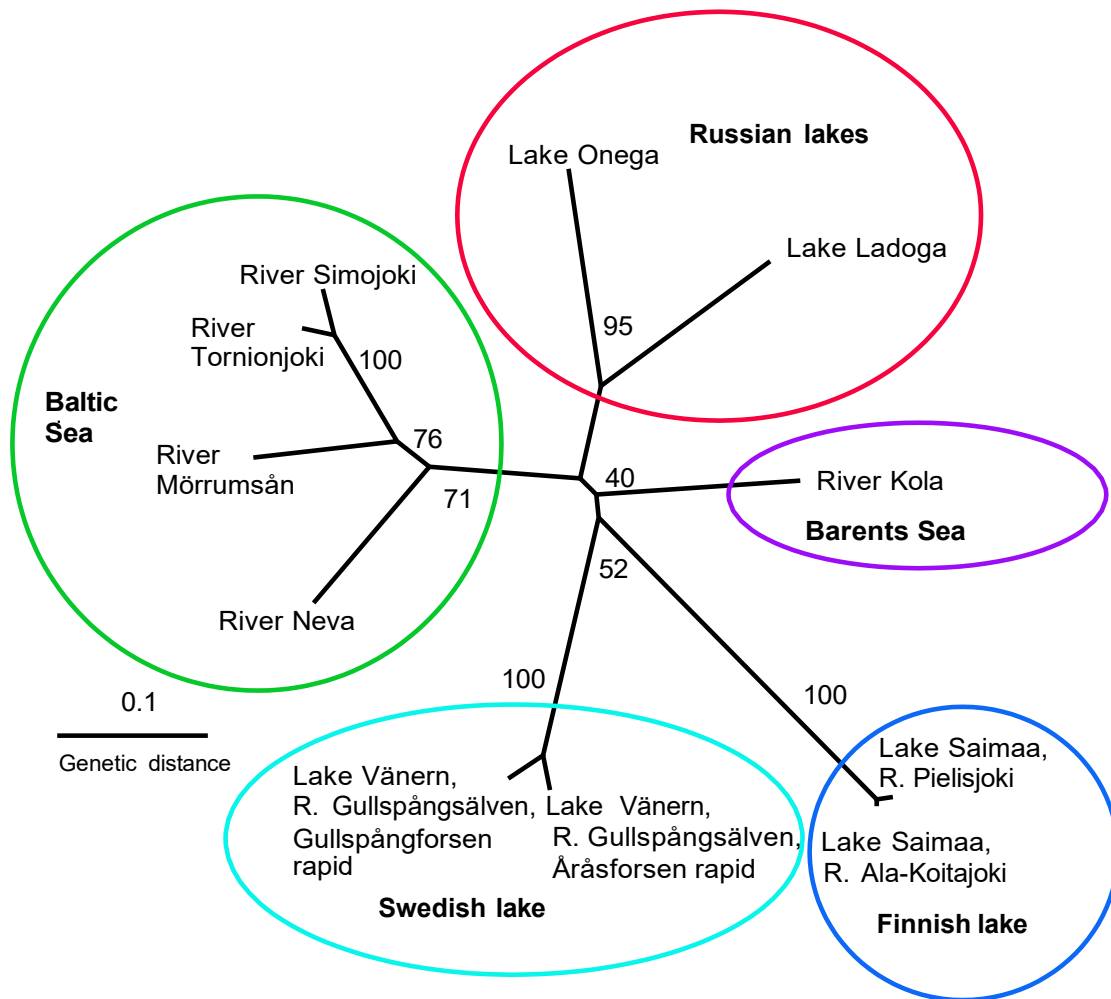 Russian lakes
Lake Onega
Lake Ladoga
95
River Simojoki
River
Tornionjoki
100
Baltic
Sea
River
Mörrumsån
76
71
River Neva
40
River Kola
Barents Sea
52
0.1
Genetic distance
100
100
Lake Vänern,
R. Gullspångsälven,
Gullspångforsen
rapid
Lake Vänern,
R. Gullspångsälven,
Åråsforsen rapid
Swedish lake
Lake Saimaa,
R. Pielisjoki
Lake Saimaa,
R. Ala-Koitajoki
Finnish lake